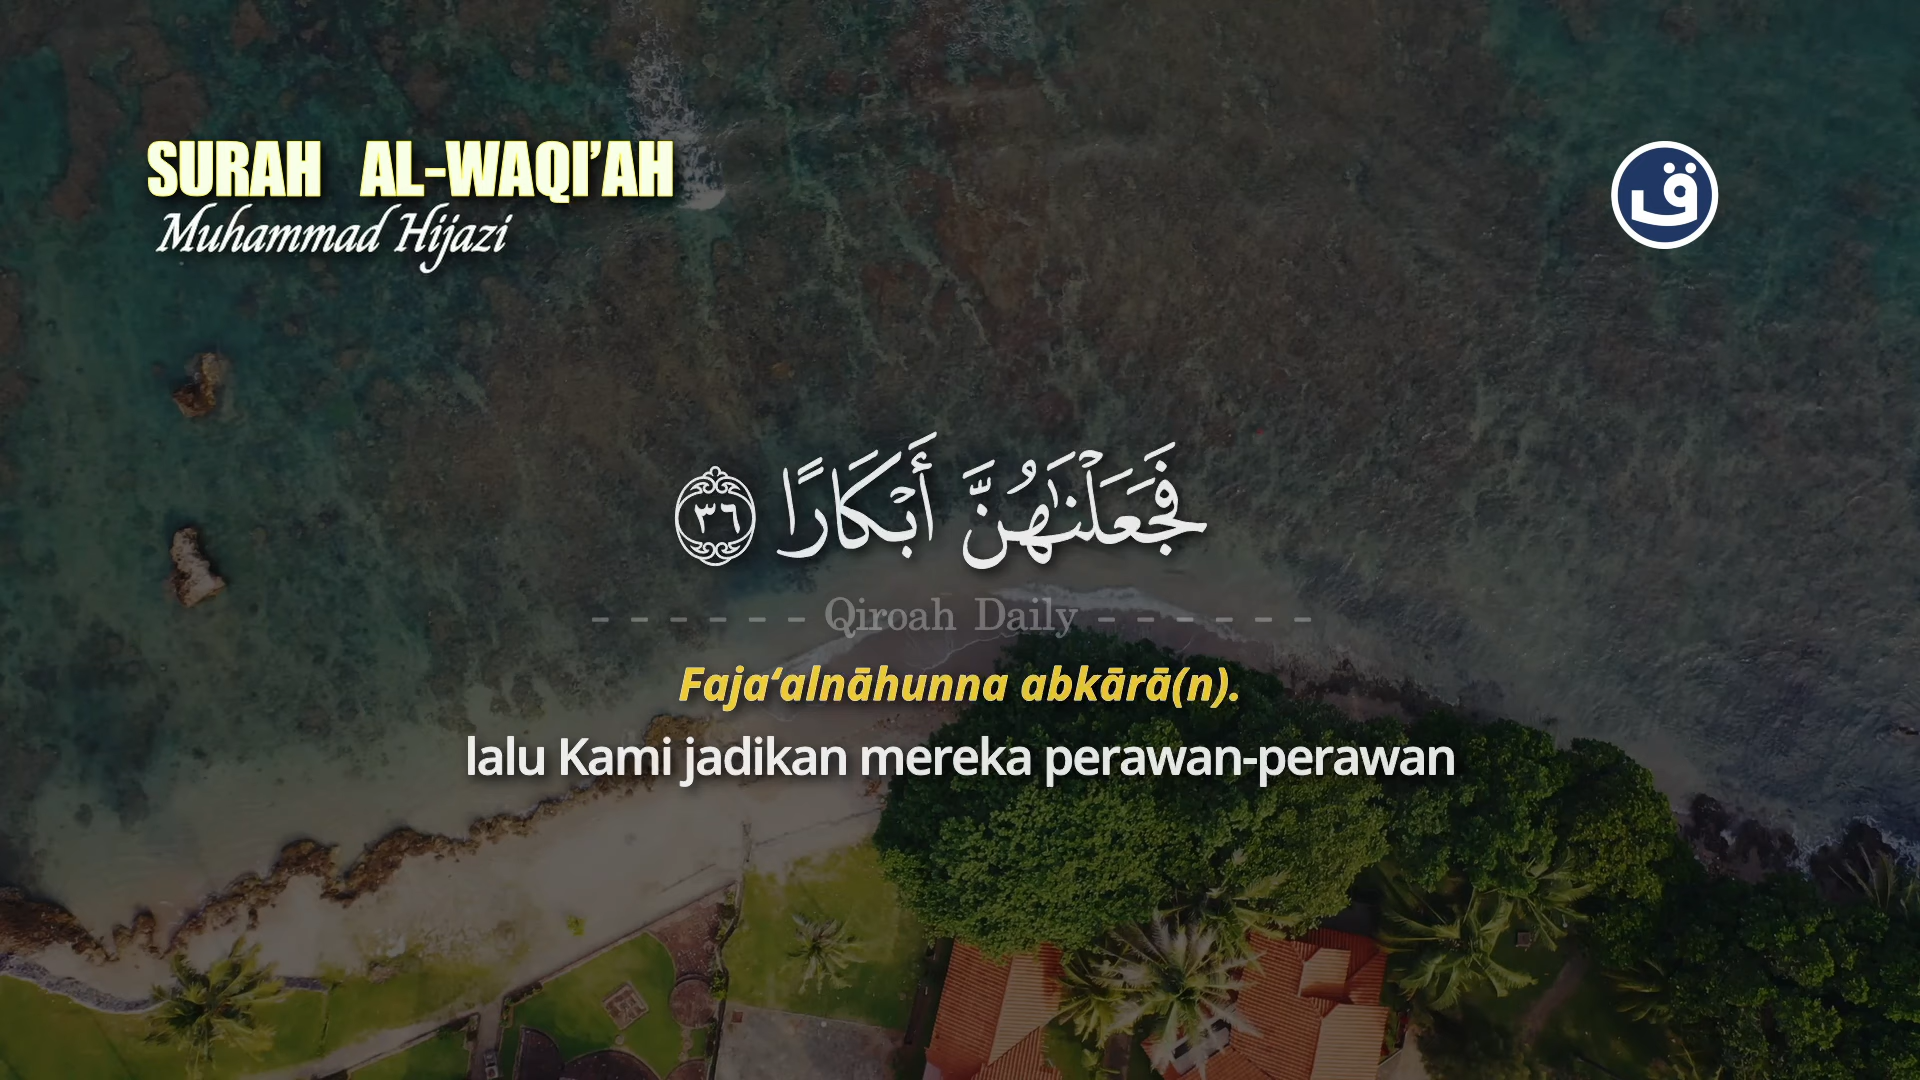 SURAH AL-WAQI’AH
Muhammad Hijazi
ق
فَجَعَلْنٰهُنَّ أَبْكَارًا ٣٦
- - - - - - Qiroah Daily - - - - - -
Faja‘alnāhunna abkārā(n).
lalu Kami jadikan mereka perawan-perawan